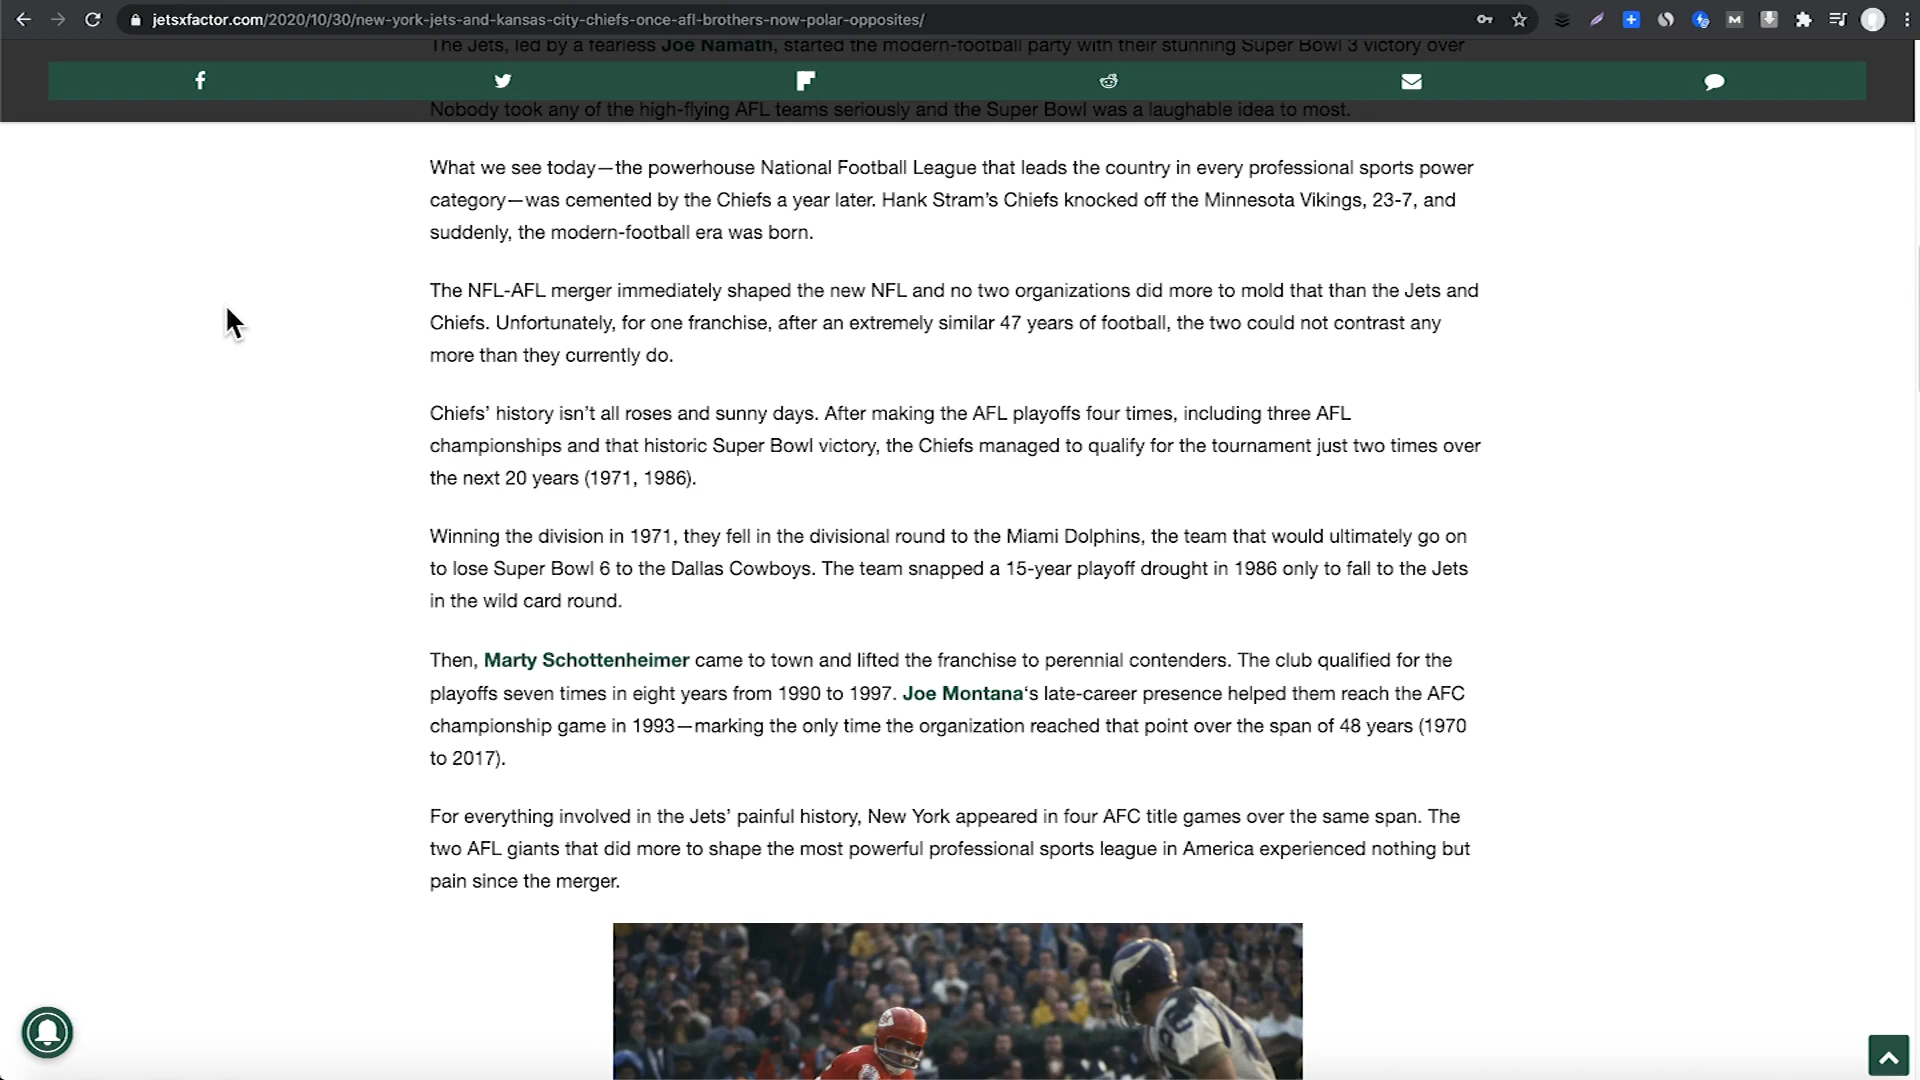 jetsxfactor.com/2020/10/30/new-york-jets-and-kansas-city-chiefs-once-afl-brothers-now-polar-opposites/
The Jets, led by a fearless Joe Namath, started the modern-football party with their stunning Super Bowl 3 victory over
Nobody took any of the high-flying AFL teams seriously and the Super Bowl was a laughable idea to most.
What we see today—the powerhouse National Football League that leads the country in every professional sports power
category—was cemented by the Chiefs a year later. Hank Stram’s Chiefs knocked off the Minnesota Vikings, 23-7, and
suddenly, the modern-football era was born.
The NFL-AFL merger immediately shaped the new NFL and no two organizations did more to mold that than the Jets and
Chiefs. Unfortunately, for one franchise, after an extremely similar 47 years of football, the two could not contrast any
more than they currently do.
Chiefs’ history isn’t all roses and sunny days. After making the AFL playoffs four times, including three AFL
championships and that historic Super Bowl victory, the Chiefs managed to qualify for the tournament just two times over
the next 20 years (1971, 1986).
Winning the division in 1971, they fell in the divisional round to the Miami Dolphins, the team that would ultimately go on
to lose Super Bowl 6 to the Dallas Cowboys. The team snapped a 15-year playoff drought in 1986 only to fall to the Jets
in the wild card round.
Then, Marty Schottenheimer came to town and lifted the franchise to perennial contenders. The club qualified for the
playoffs seven times in eight years from 1990 to 1997. Joe Montana‘s late-career presence helped them reach the AFC
championship game in 1993—marking the only time the organization reached that point over the span of 48 years (1970
to 2017).
For everything involved in the Jets’ painful history, New York appeared in four AFC title games over the same span. The
two AFL giants that did more to shape the most powerful professional sports league in America experienced nothing but
pain since the merger.